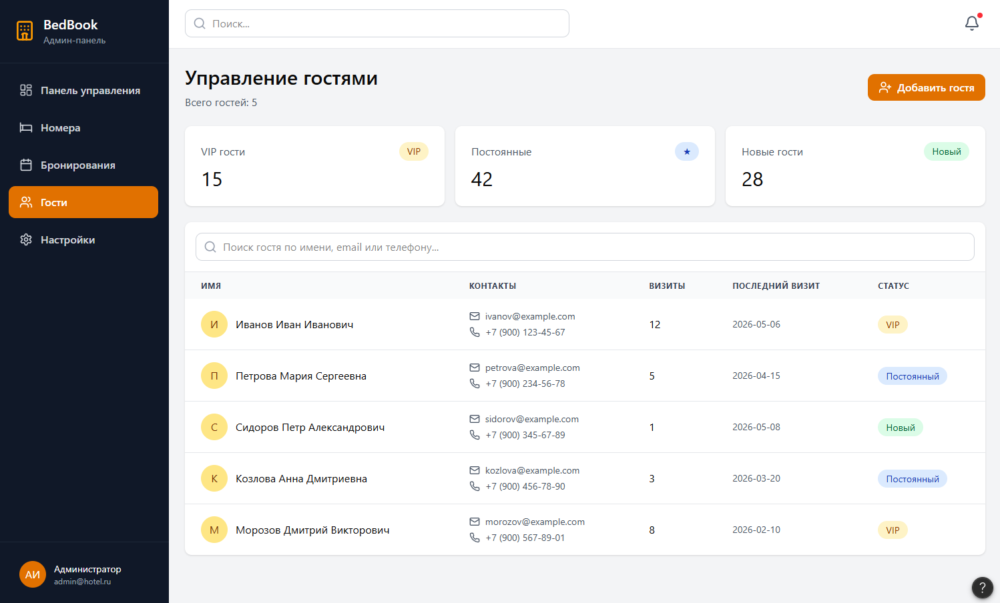 BedBook
Админ-панель
Панель управления
Номера
Бронирования
Гости
Настройки
Администратор
АИ
admin@hotel.ru
Поиск...
Управление гостями
Всего гостей: 5
Добавить гостя
VIP гости
VIP
15
Постоянные
★
42
Новые гости
Новый
28
Поиск гостя по имени, email или телефону...
ИМЯ КОНТАКТЫ ВИЗИТЫ ПОСЛЕДНИЙ ВИЗИТ СТАТУС
И Иванов Иван Иванович
ivanov@example.com
+7 (900) 123-45-67
12
2026-05-06
VIP
П Петрова Мария Сергеевна
petrova@example.com
+7 (900) 234-56-78
5
2026-04-15
Постоянный
С Сидоров Петр Александрович
sidorov@example.com
+7 (900) 345-67-89
1
2026-05-08
Новый
К Козлова Анна Дмитриевна
kozlova@example.com
+7 (900) 456-78-90
3
2026-03-20
Постоянный
М Морозов Дмитрий Викторович
morozov@example.com
+7 (900) 567-89-01
8
2026-02-10
VIP
?